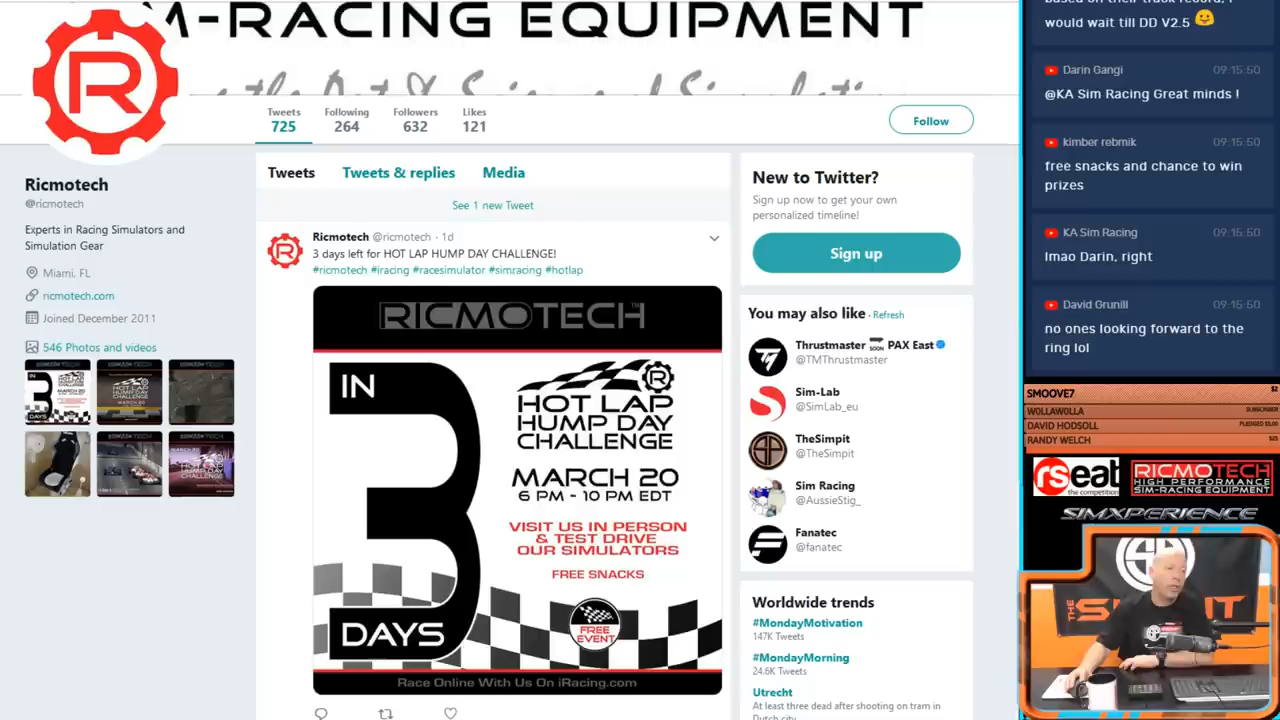 SIM-RACING EQUIPMENT
R
Tweets
725
Following
264
Followers
632
Likes
121
Follow
Ricmotech
@ricmotech
Experts in Racing Simulators and
Simulation Gear
Miami, FL
ricmotech.com
Joined December 2011
546 Photos and videos
Tweets
Tweets & replies
Media
See 1 new Tweet
Ricmotech @ricmotech · 1d
3 days left for HOT LAP HUMP DAY CHALLENGE!
#ricmotech #iracing #racesimulator #simracing #hotlap
RICMOTECH™
IN
3
DAYS
HOT LAP
HUMP DAY
CHALLENGE
MARCH 20
6 PM - 10 PM EDT
VISIT US IN PERSON
& TEST DRIVE
OUR SIMULATORS
FREE SNACKS
FREE
EVENT
Race Online With Us On iRacing.com
New to Twitter?
Sign up now to get your own
personalized timeline!
Sign up
You may also like · Refresh
Thrustmaster 🔜 PAX East
@TMThrustmaster
Sim-Lab
@SimLab_eu
TheSimpit
@TheSimpit
Sim Racing
@AussieStig_
Fanatec
@fanatec
Worldwide trends
#MondayMotivation
147K Tweets
#MondayMorning
24.6K Tweets
Utrecht
At least three dead after shooting on tram in
Dutch city
would wait till DD V2.5 🙂
Darin Gangi
09:15:50
@KA Sim Racing Great minds !
kimber rebmik
09:15:50
free snacks and chance to win
prizes
KA Sim Racing
09:15:50
lmao Darin, right
David Grunill
09:15:50
no ones looking forward to the
ring lol
SMOOVE7 $2
WOLLAWOLLA SUBSCRIBER
DAVID HODSOLL PLEDGED $5.00
RANDY WELCH $25
rseat
the competition
RICMOTECH
HIGH PERFORMANCE
SIM-RACING EQUIPMENT
SIMXPERIENCE